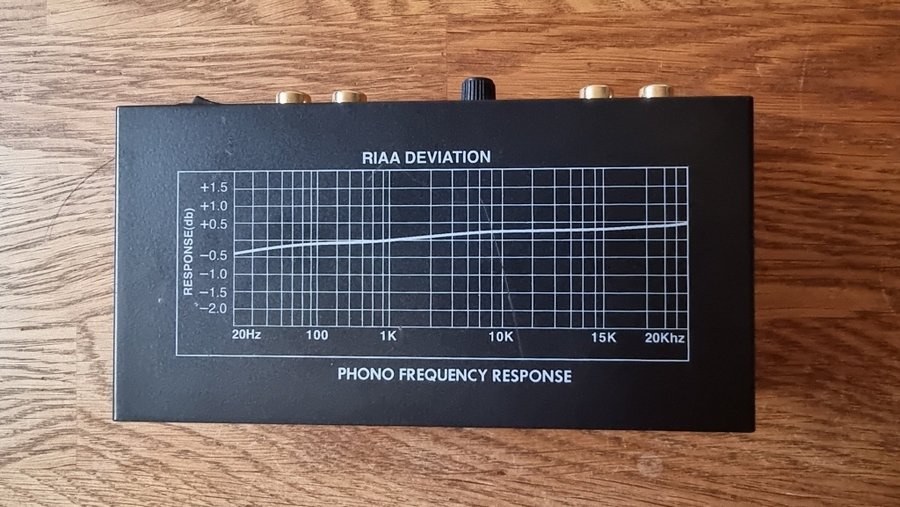 RIAA DEVIATION
RESPONSE(db)
+1.5
+1.0
+0.5
−0.5
−1.0
−1.5
−2.0
20Hz 100 1K 10K 15K 20Khz
PHONO FREQUENCY RESPONSE